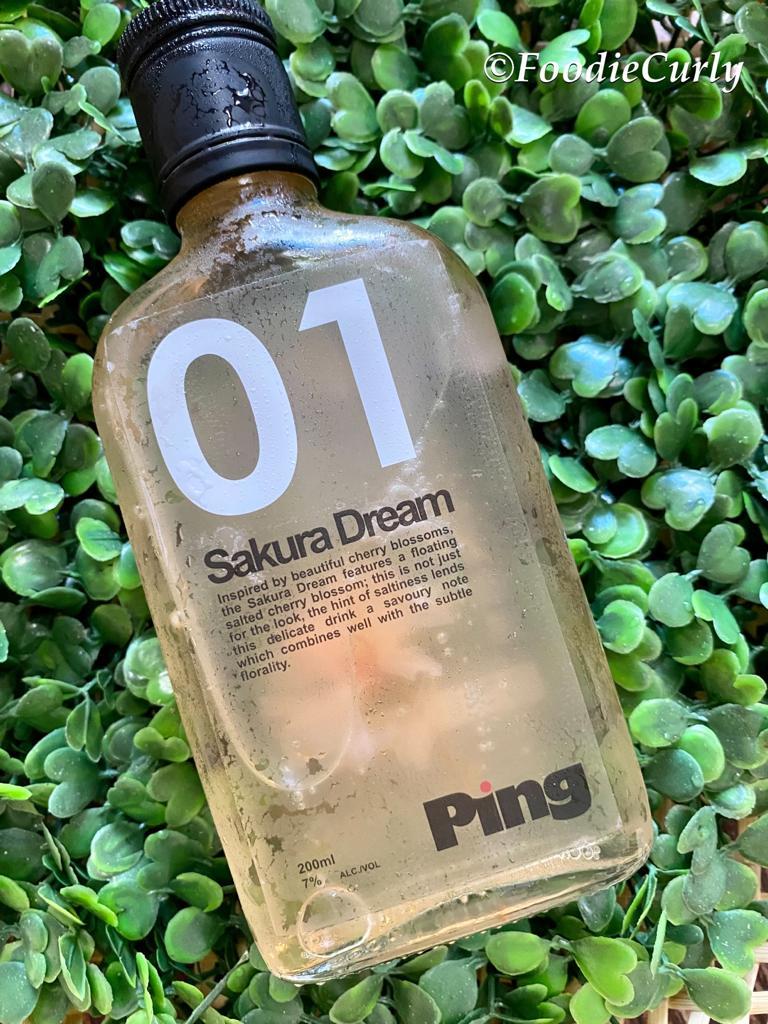 ©FoodieCurly
01
Sakura Dream
Inspired by beautiful cherry blossoms,
the Sakura Dream features a floating
salted cherry blossom; this is not just
for the look, the hint of saltiness lends
this delicate drink a savoury note
which combines well with the subtle
florality.
Ping
200ml
7% ALC./VOL